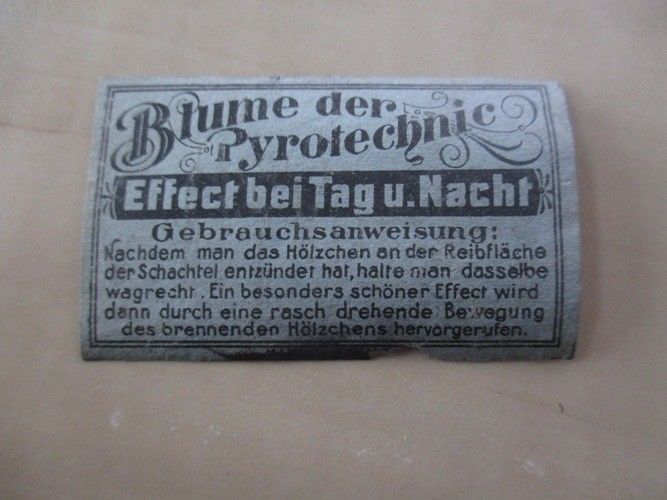 Blume der
Pyrotechnic
Effect bei Tag u. Nacht
Gebrauchsanweisung:
Nachdem man das Hölzchen an der Reibfläche
der Schachtel entzündet hat, halte man dasselbe
wagrecht. Ein besonders schöner Effect wird
dann durch eine rasch drehende Bewegung
des brennenden Hölzchens hervorgerufen.